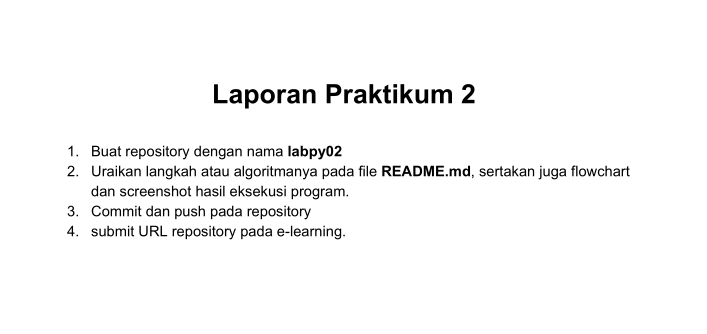 Laporan Praktikum 2
1. Buat repository dengan nama labpy02
2. Uraikan langkah atau algoritmanya pada file README.md, sertakan juga flowchart
dan screenshot hasil eksekusi program.
3. Commit dan push pada repository
4. submit URL repository pada e-learning.